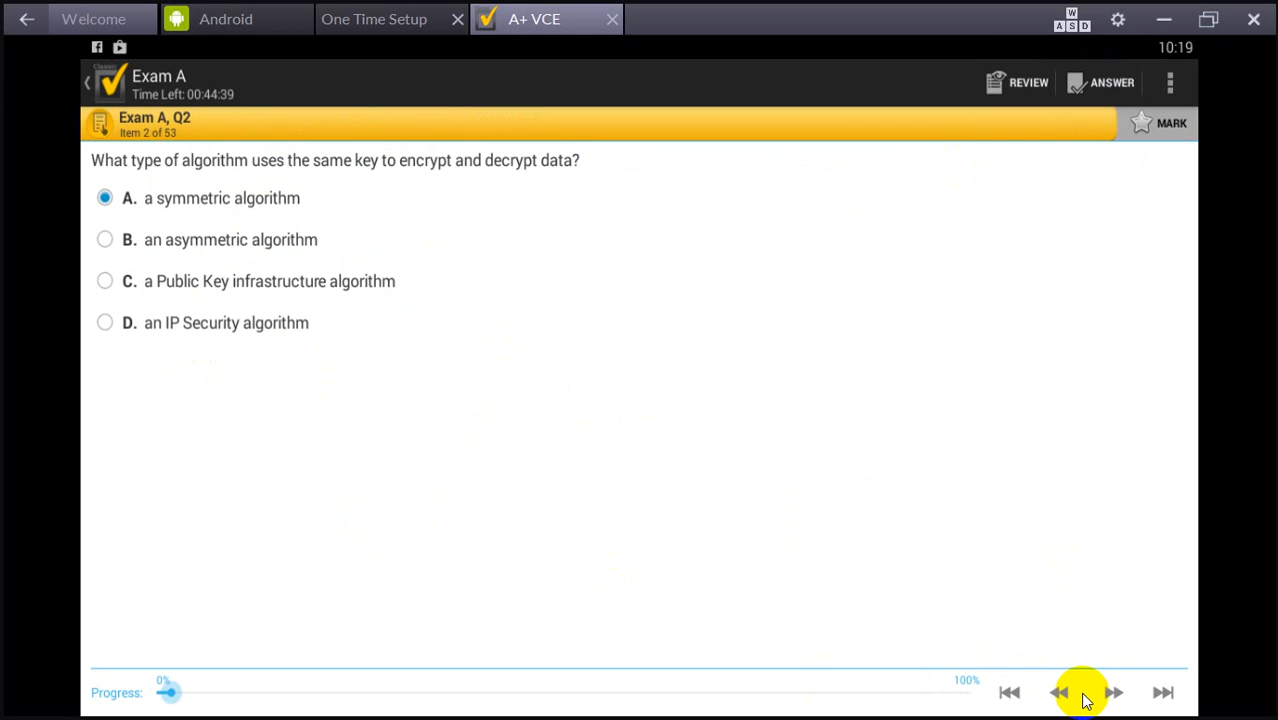 Welcome
Android
One Time Setup
A+ VCE
W
A S D
10:19
Classic
Exam A
Time Left: 00:44:39
REVIEW
ANSWER
Exam A, Q2
Item 2 of 53
MARK
What type of algorithm uses the same key to encrypt and decrypt data?
A. a symmetric algorithm
B. an asymmetric algorithm
C. a Public Key infrastructure algorithm
D. an IP Security algorithm
0%
100%
Progress: